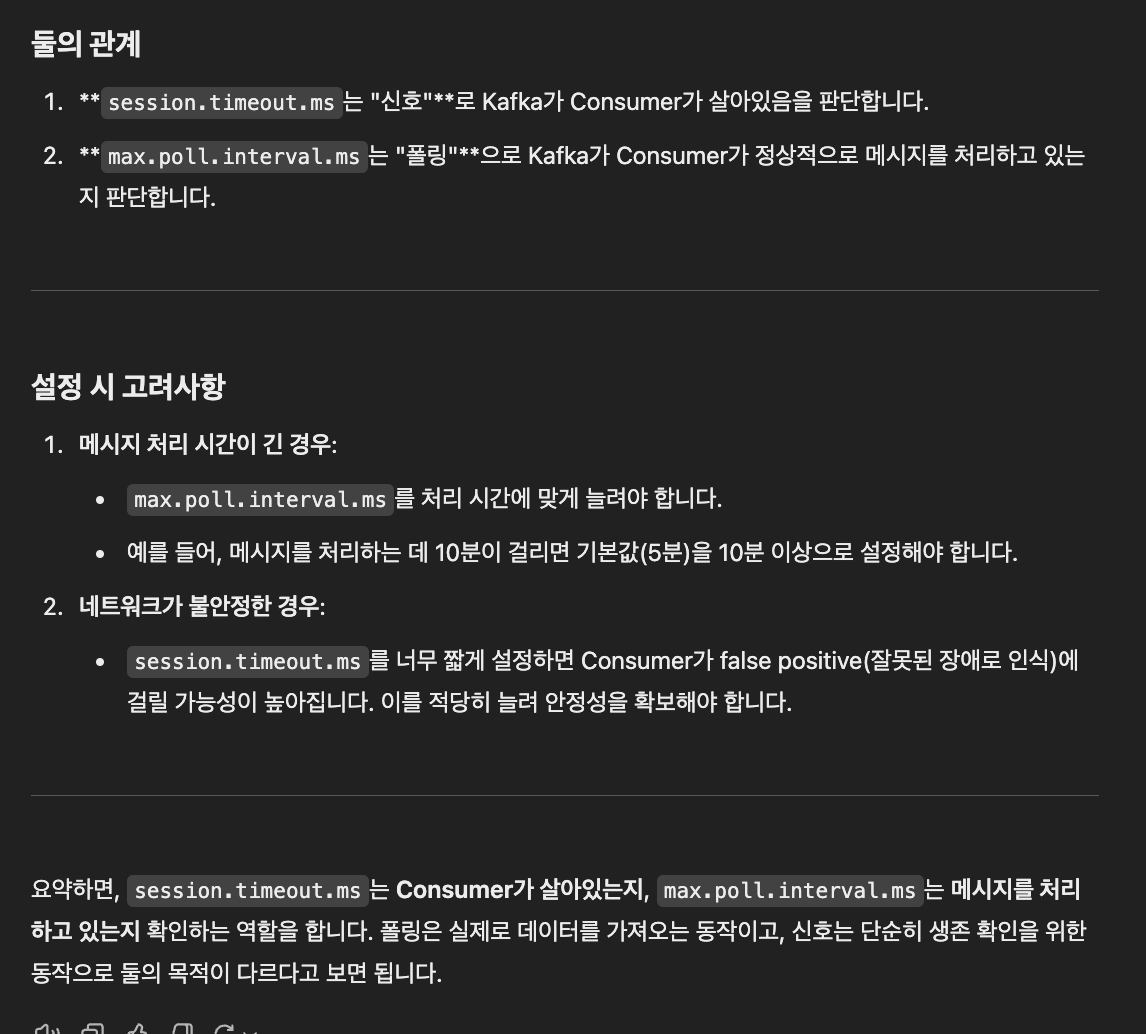 둘의 관계
1. **session.timeout.ms는 "신호"**로 Kafka가 Consumer가 살아있음을 판단합니다.
2. **max.poll.interval.ms는 "폴링"**으로 Kafka가 Consumer가 정상적으로 메시지를 처리하고 있는
지 판단합니다.
설정 시 고려사항
1. 메시지 처리 시간이 긴 경우:
• max.poll.interval.ms를 처리 시간에 맞게 늘려야 합니다.
• 예를 들어, 메시지를 처리하는 데 10분이 걸리면 기본값(5분)을 10분 이상으로 설정해야 합니다.
2. 네트워크가 불안정한 경우:
• session.timeout.ms를 너무 짧게 설정하면 Consumer가 false positive(잘못된 장애로 인식)에
걸릴 가능성이 높아집니다. 이를 적당히 늘려 안정성을 확보해야 합니다.
요약하면, session.timeout.ms는 Consumer가 살아있는지, max.poll.interval.ms는 메시지를 처리
하고 있는지 확인하는 역할을 합니다. 폴링은 실제로 데이터를 가져오는 동작이고, 신호는 단순히 생존 확인을 위한
동작으로 둘의 목적이 다르다고 보면 됩니다.